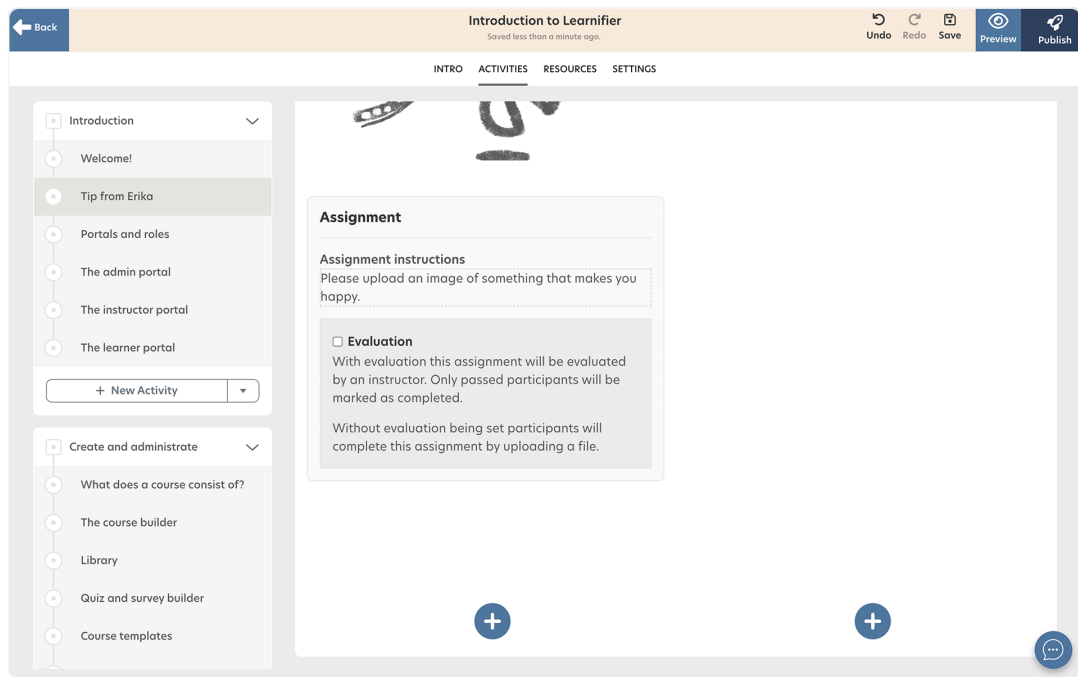 Back
Introduction to Learnifier
Saved less than a minute ago.
Undo
Redo
Save
Preview
Publish
INTRO
ACTIVITIES
RESOURCES
SETTINGS
Introduction
Welcome!
Tip from Erika
Portals and roles
The admin portal
The instructor portal
The learner portal
+ New Activity
Create and administrate
What does a course consist of?
The course builder
Library
Quiz and survey builder
Course templates
Assignment
Assignment instructions
Please upload an image of something that makes you
happy.
Evaluation
With evaluation this assignment will be evaluated
by an instructor. Only passed participants will be
marked as completed.
Without evaluation being set participants will
complete this assignment by uploading a file.